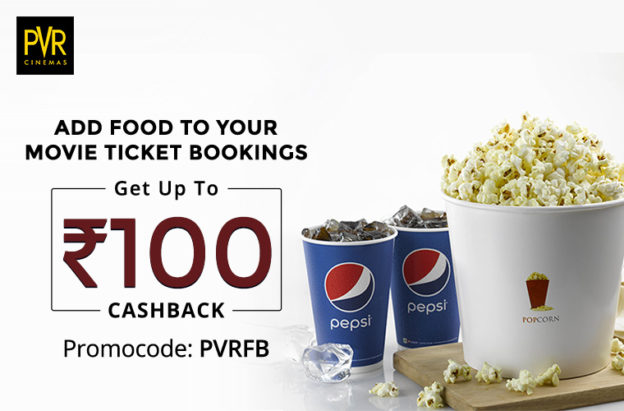 PVR
CINEMAS
ADD FOOD TO YOUR
MOVIE TICKET BOOKINGS
Get Up To
₹100
CASHBACK
Promocode: PVRFB
pepsi
pepsi
POPCORN